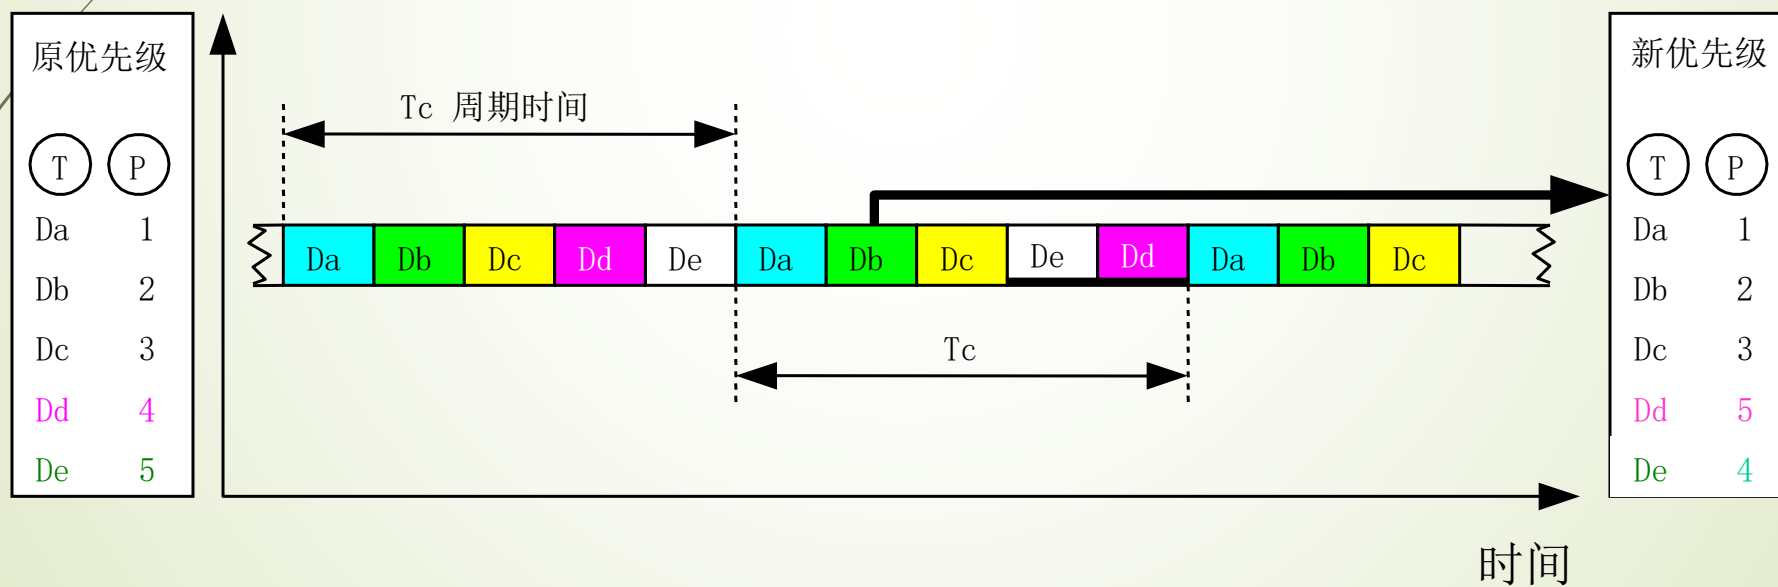 原优先级
T P
Da 1
Db 2
Dc 3
Dd 4
De 5
Tc 周期时间
Da Db Dc Dd De Da Db Dc De Dd Da Db Dc
Tc
时间
新优先级
T P
Da 1
Db 2
Dc 3
Dd 5
De 4